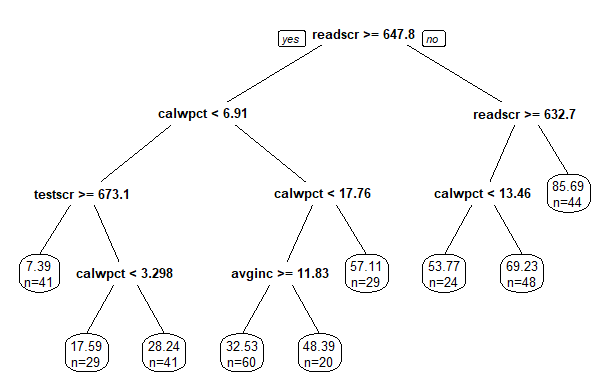 yes
readscr >= 647.8
no
calwpct < 6.91
readscr >= 632.7
testscr >= 673.1
calwpct < 17.76
calwpct < 13.46
85.69
n=44
7.39
n=41
calwpct < 3.298
avginc >= 11.83
57.11
n=29
53.77
n=24
69.23
n=48
17.59
n=29
28.24
n=41
32.53
n=60
48.39
n=20